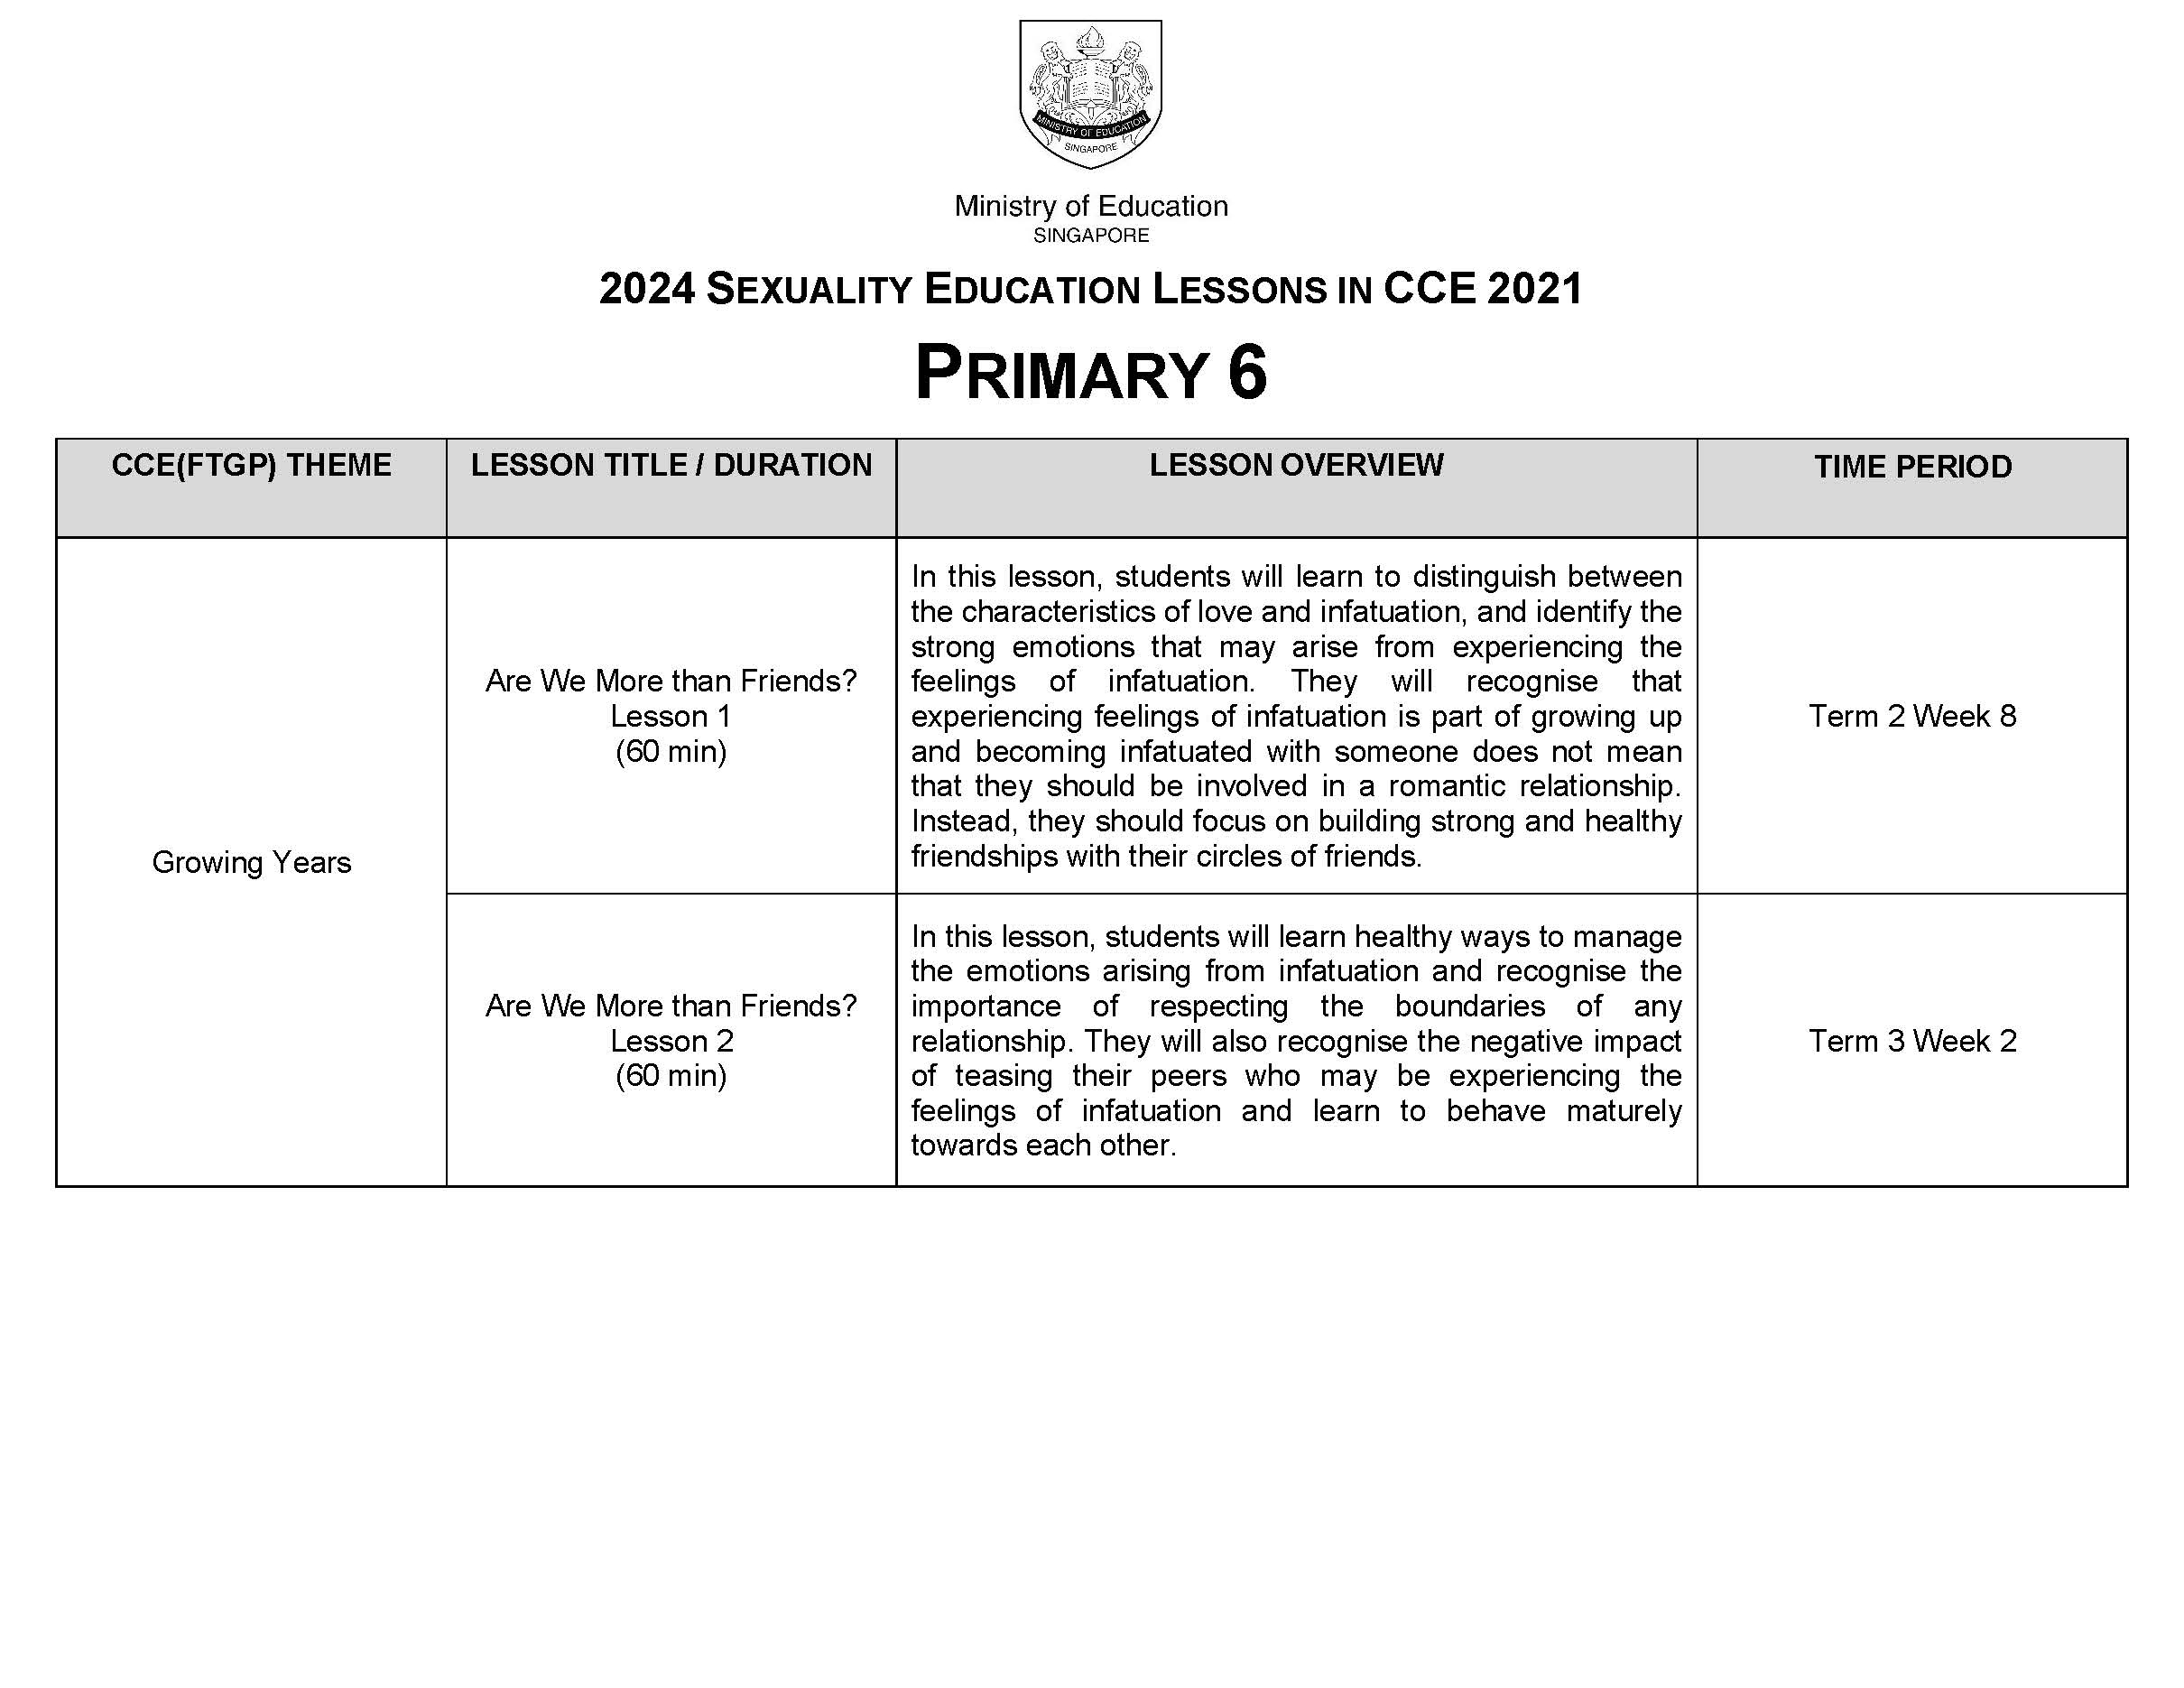 MINISTRY OF EDUCATION
SINGAPORE
Ministry of Education
SINGAPORE
2024 SEXUALITY EDUCATION LESSONS IN CCE 2021
PRIMARY 6
CCE(FTGP) THEME
LESSON TITLE / DURATION
LESSON OVERVIEW
TIME PERIOD
Growing Years
Are We More than Friends?
Lesson 1
(60 min)
In this lesson, students will learn to distinguish between
the characteristics of love and infatuation, and identify the
strong emotions that may arise from experiencing the
feelings of infatuation. They will recognise that
experiencing feelings of infatuation is part of growing up
and becoming infatuated with someone does not mean
that they should be involved in a romantic relationship.
Instead, they should focus on building strong and healthy
friendships with their circles of friends.
Term 2 Week 8
Are We More than Friends?
Lesson 2
(60 min)
In this lesson, students will learn healthy ways to manage
the emotions arising from infatuation and recognise the
importance of respecting the boundaries of any
relationship. They will also recognise the negative impact
of teasing their peers who may be experiencing the
feelings of infatuation and learn to behave maturely
towards each other.
Term 3 Week 2